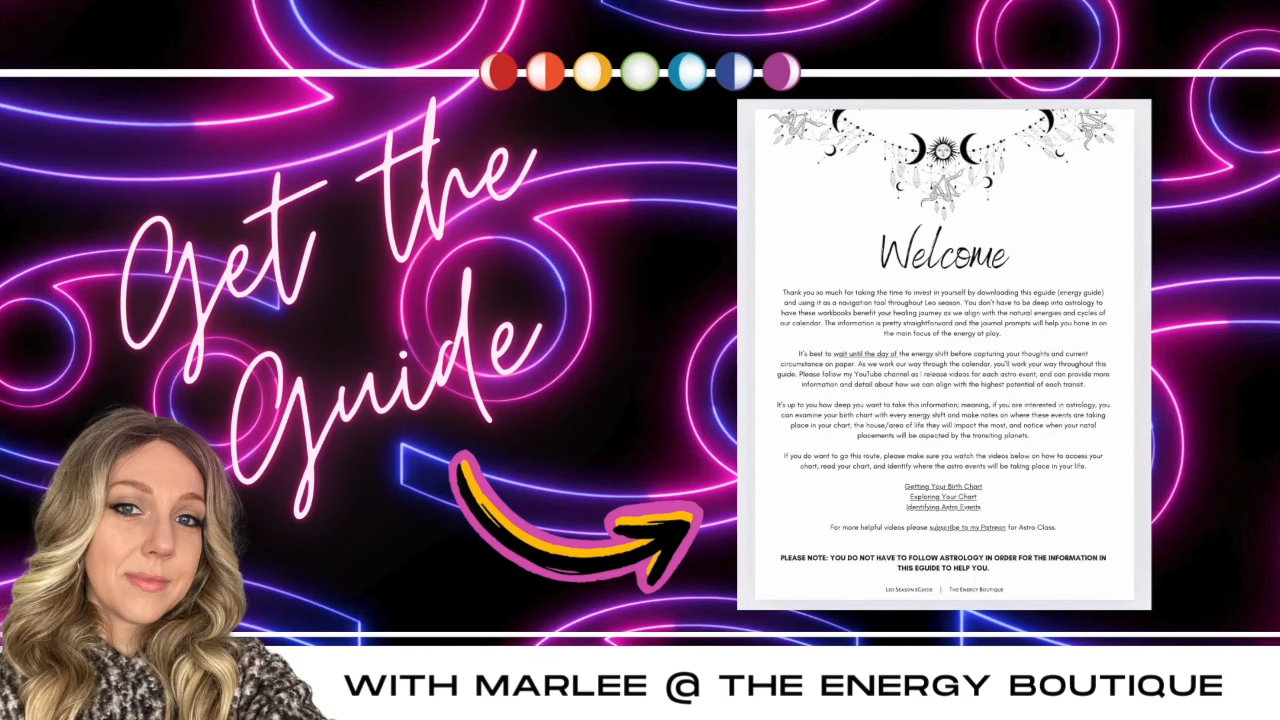 Get the
Guide
Welcome
Thank you so much for taking the time to invest in yourself by downloading this eguide (energy guide)
and using it as a navigation tool throughout Leo season. You don't have to be deep into astrology to
have these workbooks benefit your healing journey as we align with the natural energies and cycles of
our calendar. The information is pretty straightforward and the journal prompts will help you hone in on
the main focus of the energy at play.
It's best to wait until the day of the energy shift before capturing your thoughts and current
circumstance on paper. As we work our way through the calendar, you'll work your way throughout this
guide. Please follow my YouTube channel as I release videos for each astro event, and can provide more
information and detail about how we can align with the highest potential of each transit.
It's up to you how deep you want to take this information; meaning, if you are interested in astrology, you
can examine your birth chart with every energy shift and make notes on where these events are taking
place in your chart, the house/area of life they will impact the most, and notice when your natal
placements will be aspected by the transiting planets.
If you do want to go this route, please make sure you watch the videos below on how to access your
chart, read your chart, and identify where the astro events will be taking place in your life.
Getting Your Birth Chart
Exploring Your Chart
Identifying Astro Events
For more helpful videos please subscribe to my Patreon for Astro Class.
PLEASE NOTE: YOU DO NOT HAVE TO FOLLOW ASTROLOGY IN ORDER FOR THE INFORMATION IN
THIS EGUIDE TO HELP YOU.
LEO SEASON EGUIDE | THE ENERGY BOUTIQUE
WITH MARLEE @ THE ENERGY BOUTIQUE